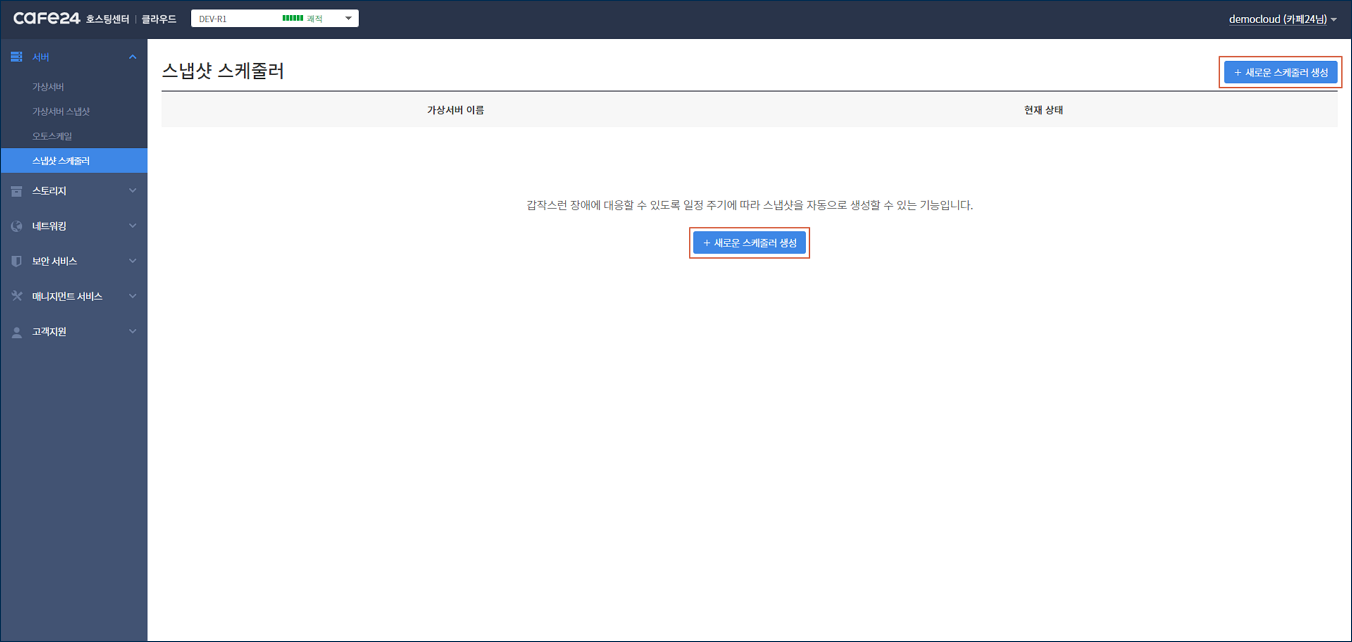 cafe24 호스팅센터 | 클라우드 DEV-R1 쾌적 democloud (카페24님)
서버
가상서버
가상서버 스냅샷
오토스케일
스냅샷 스케줄러
스토리지
네트워킹
보안 서비스
매니지먼트 서비스
고객지원
스냅샷 스케줄러
+ 새로운 스케줄러 생성
가상서버 이름 현재 상태
갑작스런 장애에 대응할 수 있도록 일정 주기에 따라 스냅샷을 자동으로 생성할 수 있는 기능입니다.
+ 새로운 스케줄러 생성